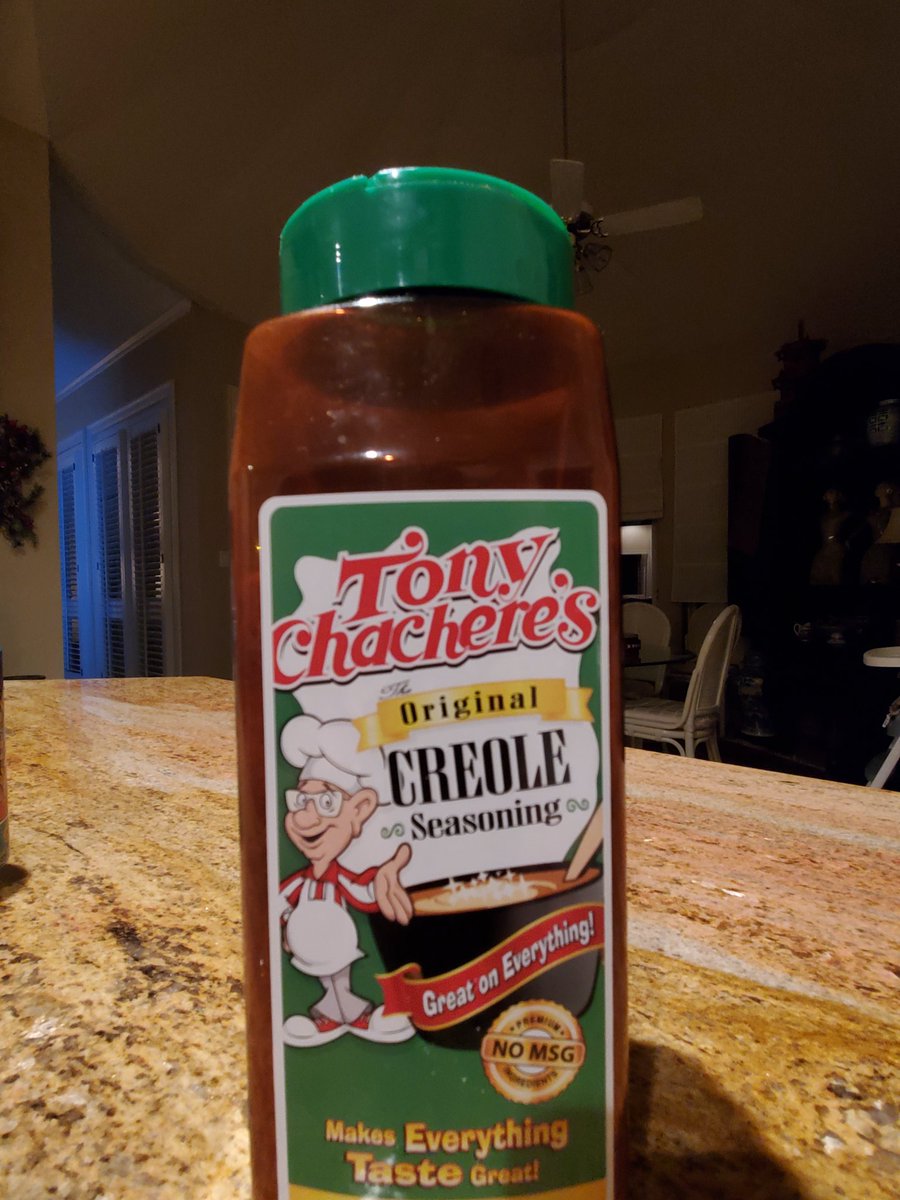 Tony
Chachere's
The
Original
CREOLE
Seasoning
Great on Everything!
PREMIUM
NO MSG
INGREDIENTS
Makes Everything
Taste Great!